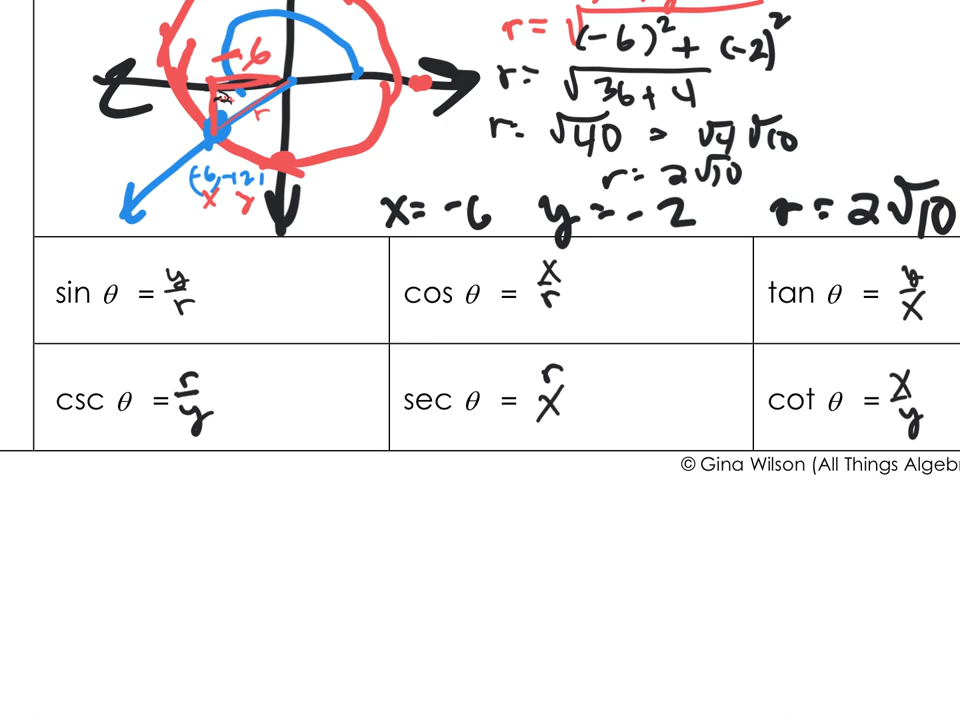 r = √(-6)² + (-2)²
-6
r = √36 + 4
-2
r
r = √40 = √4 √10
(-6, -2)
r = 2√10
x y
x = -6 y = -2 r = 2√10
sin θ = y/r cos θ = x/r tan θ = y/x
csc θ = r/y sec θ = r/x cot θ = x/y
© Gina Wilson (All Things Algeb